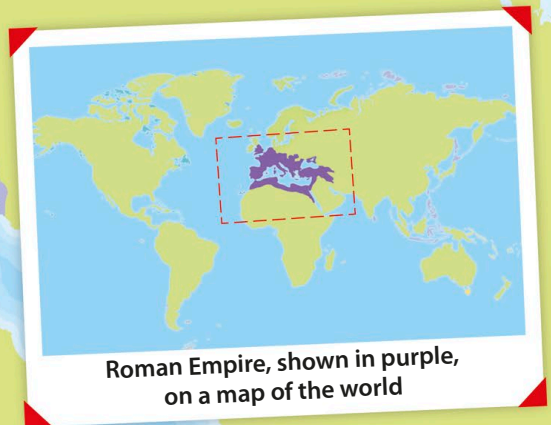 Roman Empire, shown in purple,
on a map of the world